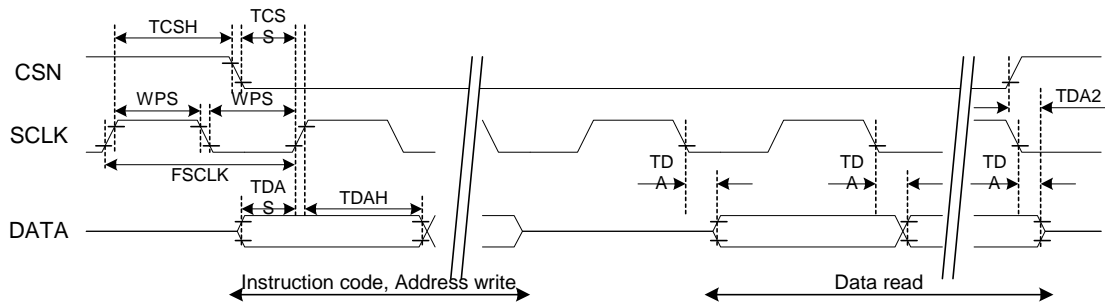 TCSH
TCS
S
CSN
WPS
WPS
TDA2
SCLK
FSCLK
TD
A
TD
A
TD
A
TDA
S
TDAH
DATA
Instruction code, Address write
Data read